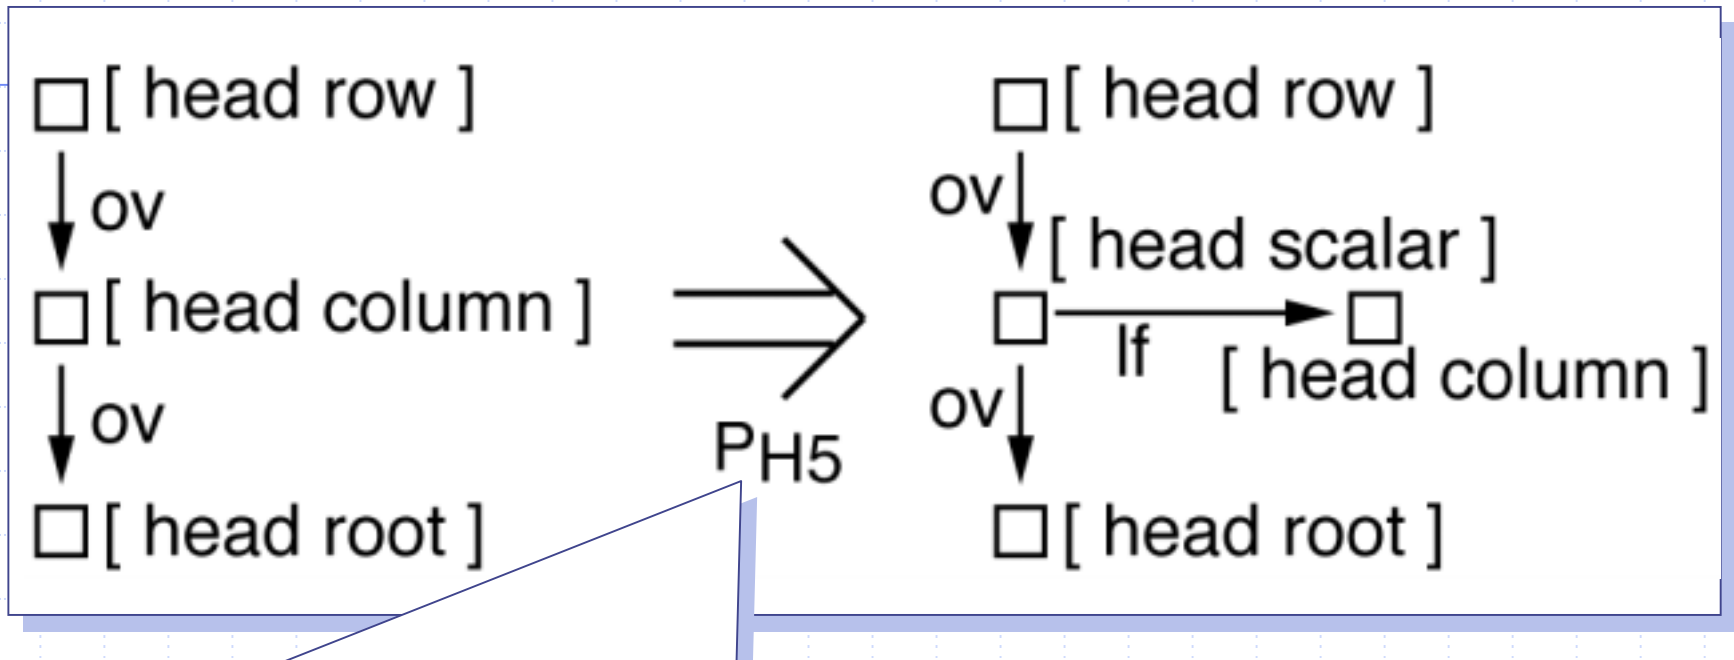 [ head row ]
ov
[ head column ]
ov
[ head root ]
PH5
[ head row ]
ov
[ head scalar ]
lf
[ head column ]
ov
[ head root ]